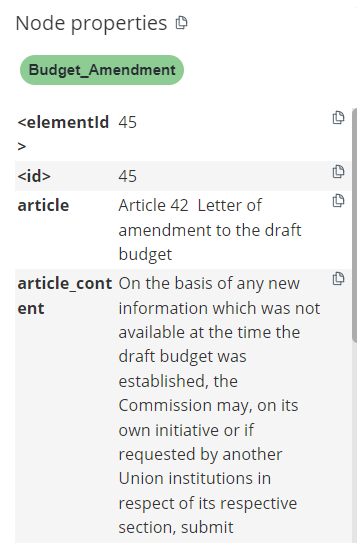 Node properties
Budget_Amendment
<elementId 45
>
<id> 45
article Article 42 Letter of
amendment to the draft
budget
article_cont On the basis of any new
ent information which was not
available at the time the
draft budget was
established, the
Commission may, on its
own initiative or if
requested by another
Union institutions in
respect of its respective
section, submit